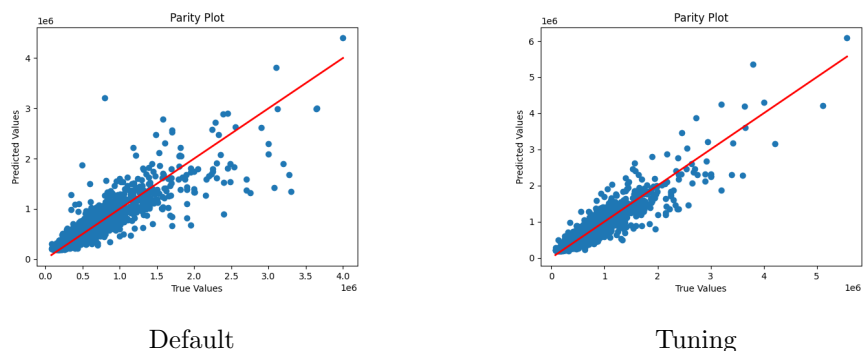 Parity Plot
1e6
Predicted Values
4
3
2
1
0
0.0 0.5 1.0 1.5 2.0 2.5 3.0 3.5 4.0
True Values
1e6
Default
Parity Plot
1e6
Predicted Values
6
5
4
3
2
1
0
0 1 2 3 4 5
True Values
1e6
Tuning